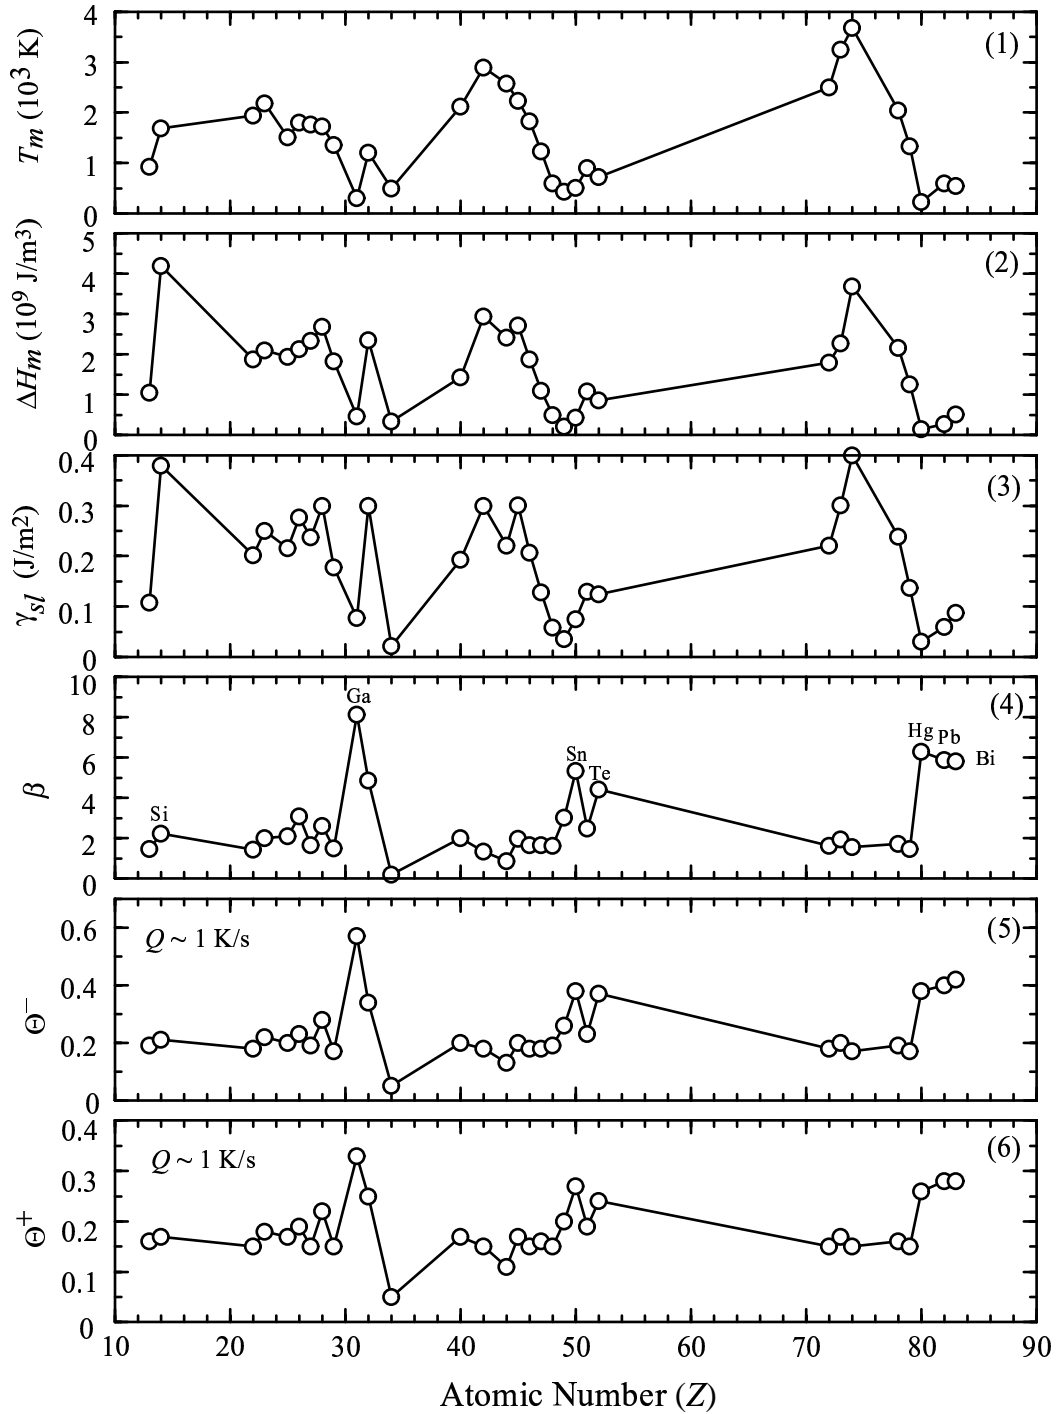 4
(1)
3
2
1
0
T_m (10³ K)
5
(2)
4
3
2
1
0
ΔH_m (10⁹ J/m³)
0.4
(3)
0.3
0.2
0.1
0
γ_sl (J/m²)
10
(4)
Ga
8
Hg Pb Bi
6
Sn
Te
4
Si
2
0
β
(5)
0.6
Q ~ 1 K/s
0.4
0.2
0
Θ⁻
0.4
(6)
Q ~ 1 K/s
0.3
0.2
0.1
0
Θ⁺
10 20 30 40 50 60 70 80 90
Atomic Number (Z)